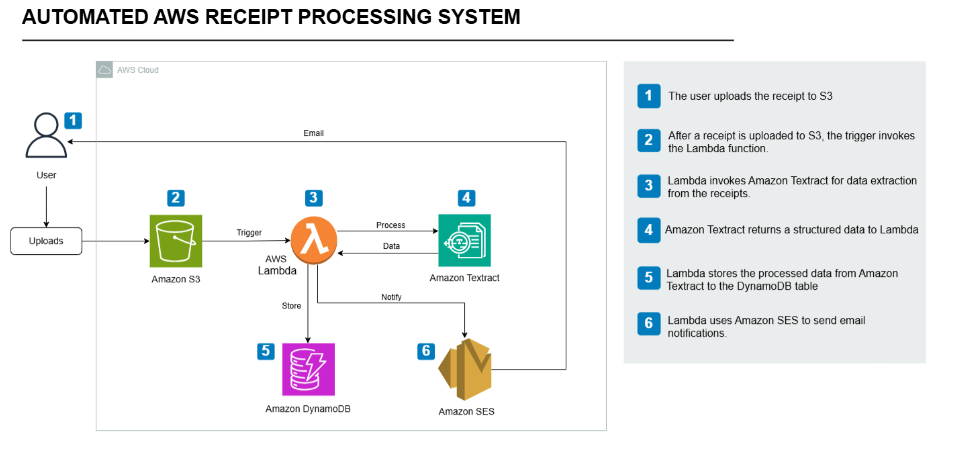 AUTOMATED AWS RECEIPT PROCESSING SYSTEM
AWS Cloud
1
Email
User
2
3
4
Uploads
Trigger
Process
Data
Amazon S3
AWS
Lambda
Amazon Textract
Store
Notify
5
6
Amazon DynamoDB
Amazon SES
1 The user uploads the receipt to S3
2 After a receipt is uploaded to S3, the trigger invokes
the Lambda function.
3 Lambda invokes Amazon Textract for data extraction
from the receipts.
4 Amazon Textract returns a structured data to Lambda
5 Lambda stores the processed data from Amazon
Textract to the DynamoDB table
6 Lambda uses Amazon SES to send email
notifications.